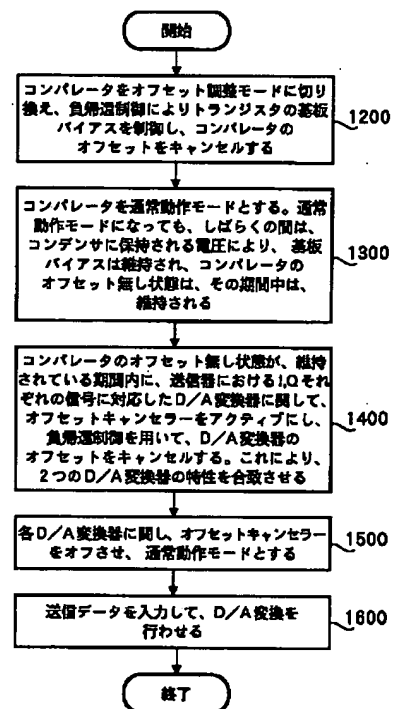 開始
コンパレータをオフセット調整モードに切り
換え、負帰還制御によりトランジスタの基板
バイアスを制御し、コンパレータの
オフセットをキャンセルする
1200
コンパレータを通常動作モードとする。通常
動作モードになっても、しばらくの間は、
コンデンサに保持される電圧により、基板
バイアスは維持され、コンパレータの
オフセット無し状態は、その期間中は、
維持される
1300
コンパレータのオフセット無し状態が、維持
されている期間内に、送信器におけるI,Qそれ
ぞれの信号に対応したD/A変換器に関して、
オフセットキャンセラーをアクティブにし、
負帰還制御を用いて、D/A変換器の
オフセットをキャンセルする。これにより、
2つのD/A変換器の特性を合致させる
1400
各D/A変換器に関し、オフセットキャンセラー
をオフさせ、通常動作モードとする
1500
送信データを入力して、D/A変換を
行わせる
1600
終了